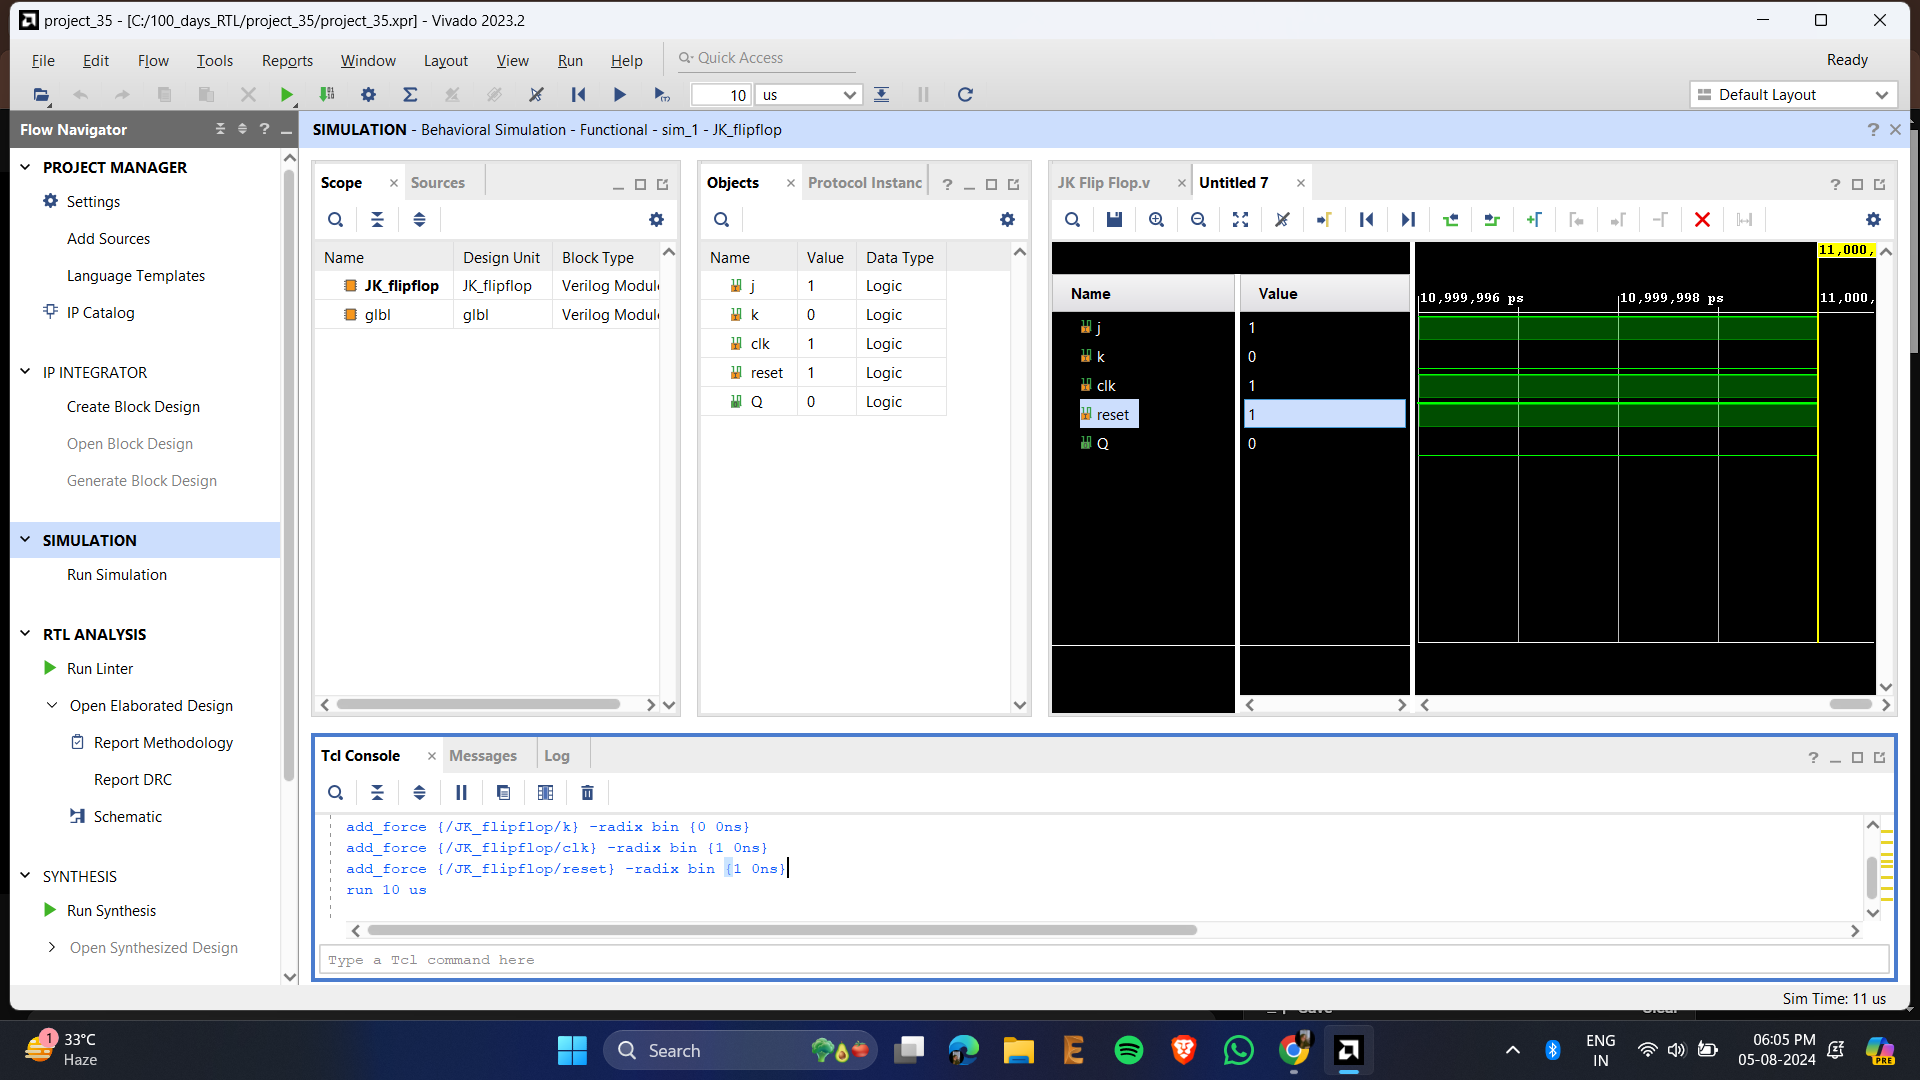 project_35 - [C:/100_days_RTL/project_35/project_35.xpr] - Vivado 2023.2
File Edit Flow Tools Reports Window Layout View Run Help Quick Access Ready
10 us Default Layout
Flow Navigator
SIMULATION - Behavioral Simulation - Functional - sim_1 - JK_flipflop
PROJECT MANAGER
Settings
Add Sources
Language Templates
IP Catalog
IP INTEGRATOR
Create Block Design
Open Block Design
Generate Block Design
SIMULATION
Run Simulation
RTL ANALYSIS
Run Linter
Open Elaborated Design
Report Methodology
Report DRC
Schematic
SYNTHESIS
Run Synthesis
Open Synthesized Design
Scope Sources
Name Design Unit Block Type
JK_flipflop JK_flipflop Verilog Module
glbl glbl Verilog Module
Objects Protocol Instanc
Name Value Data Type
j 1 Logic
k 0 Logic
clk 1 Logic
reset 1 Logic
Q 0 Logic
JK Flip Flop.v Untitled 7
11,000,
Name Value 10,999,996 ps 10,999,998 ps 11,000,
j 1
k 0
clk 1
reset 1
Q 0
Tcl Console Messages Log
add_force {/JK_flipflop/k} -radix bin {0 0ns}
add_force {/JK_flipflop/clk} -radix bin {1 0ns}
add_force {/JK_flipflop/reset} -radix bin {1 0ns}
run 10 us
Type a Tcl command here
Sim Time: 11 us
1
33°C
Haze
Search
ENG
IN
06:05 PM
05-08-2024
PRE